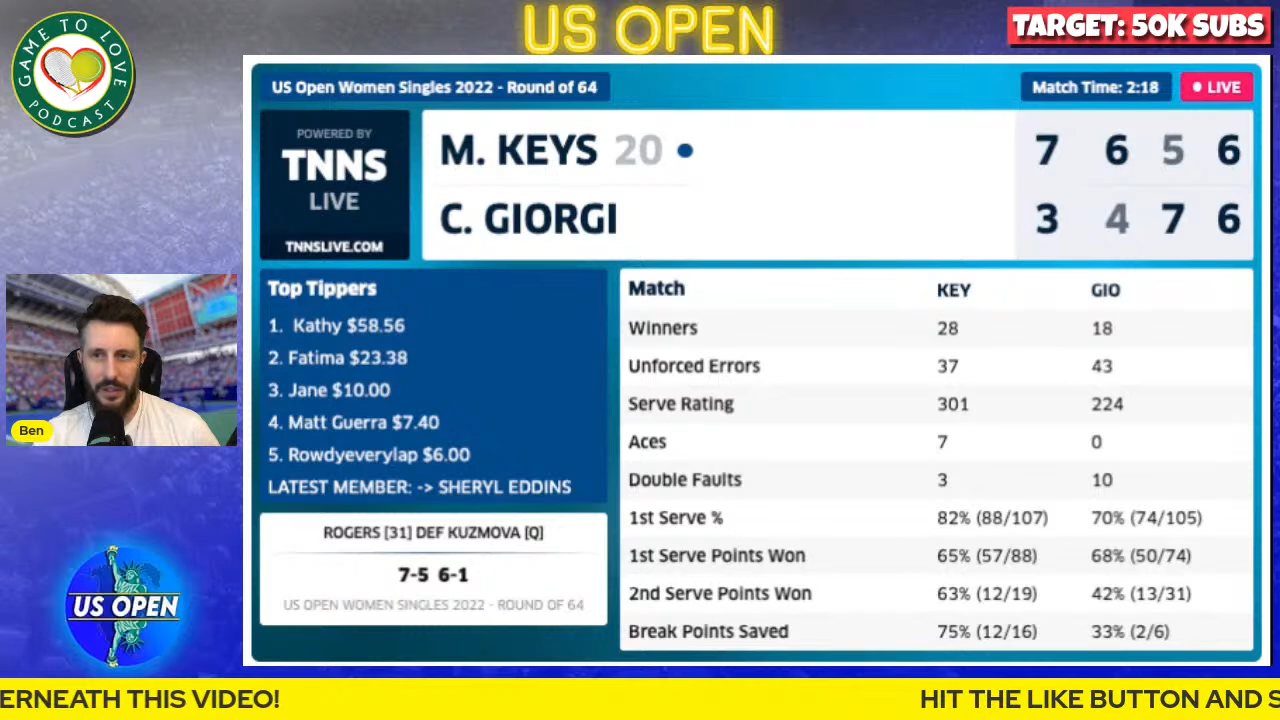 US OPEN
TARGET: 50K SUBS
GAME TO LOVE
PODCAST
US Open Women Singles 2022 - Round of 64
Match Time: 2:18
LIVE
POWERED BY
TNNS
LIVE
TNNSLIVE.COM
M. KEYS 20 7 6 5 6
C. GIORGI 3 4 7 6
Top Tippers
1. Kathy $58.56
2. Fatima $23.38
3. Jane $10.00
4. Matt Guerra $7.40
5. Rowdyeverylap $6.00
LATEST MEMBER: -> SHERYL EDDINS
ROGERS [31] DEF KUZMOVA [Q]
7-5 6-1
US OPEN WOMEN SINGLES 2022 - ROUND OF 64
Match KEY GIO
Winners 28 18
Unforced Errors 37 43
Serve Rating 301 224
Aces 7 0
Double Faults 3 10
1st Serve % 82% (88/107) 70% (74/105)
1st Serve Points Won 65% (57/88) 68% (50/74)
2nd Serve Points Won 63% (12/19) 42% (13/31)
Break Points Saved 75% (12/16) 33% (2/6)
Ben
US OPEN
ERNEATH THIS VIDEO! HIT THE LIKE BUTTON AND S